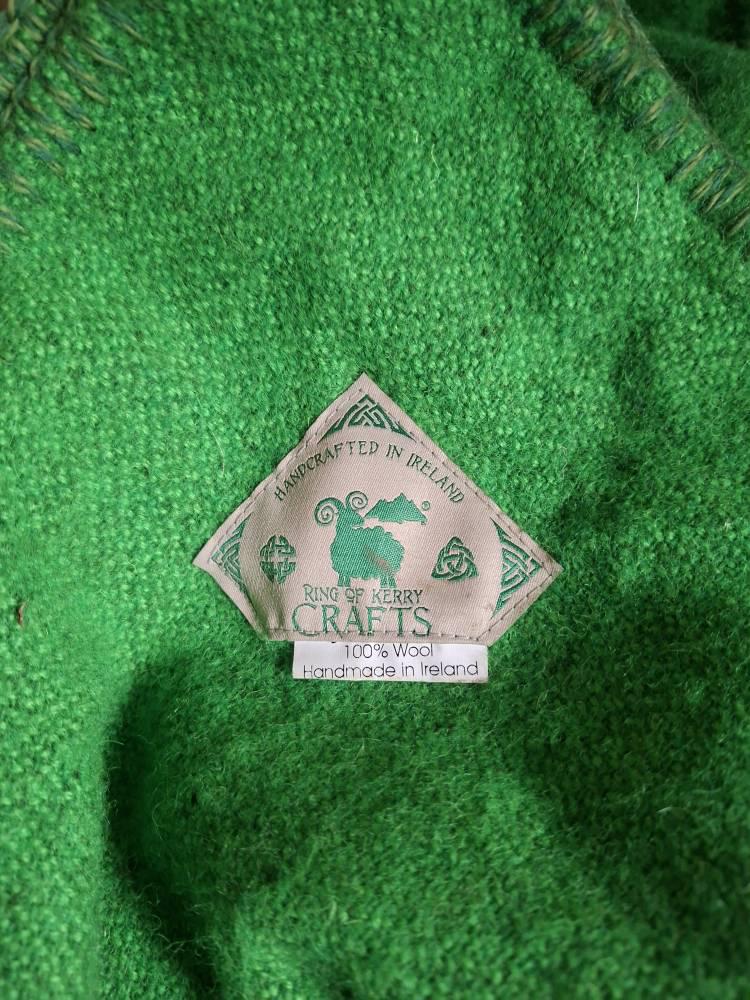 HANDCRAFTED IN IRELAND
®
RING OF KERRY
CRAFTS
100% Wool
Handmade in Ireland